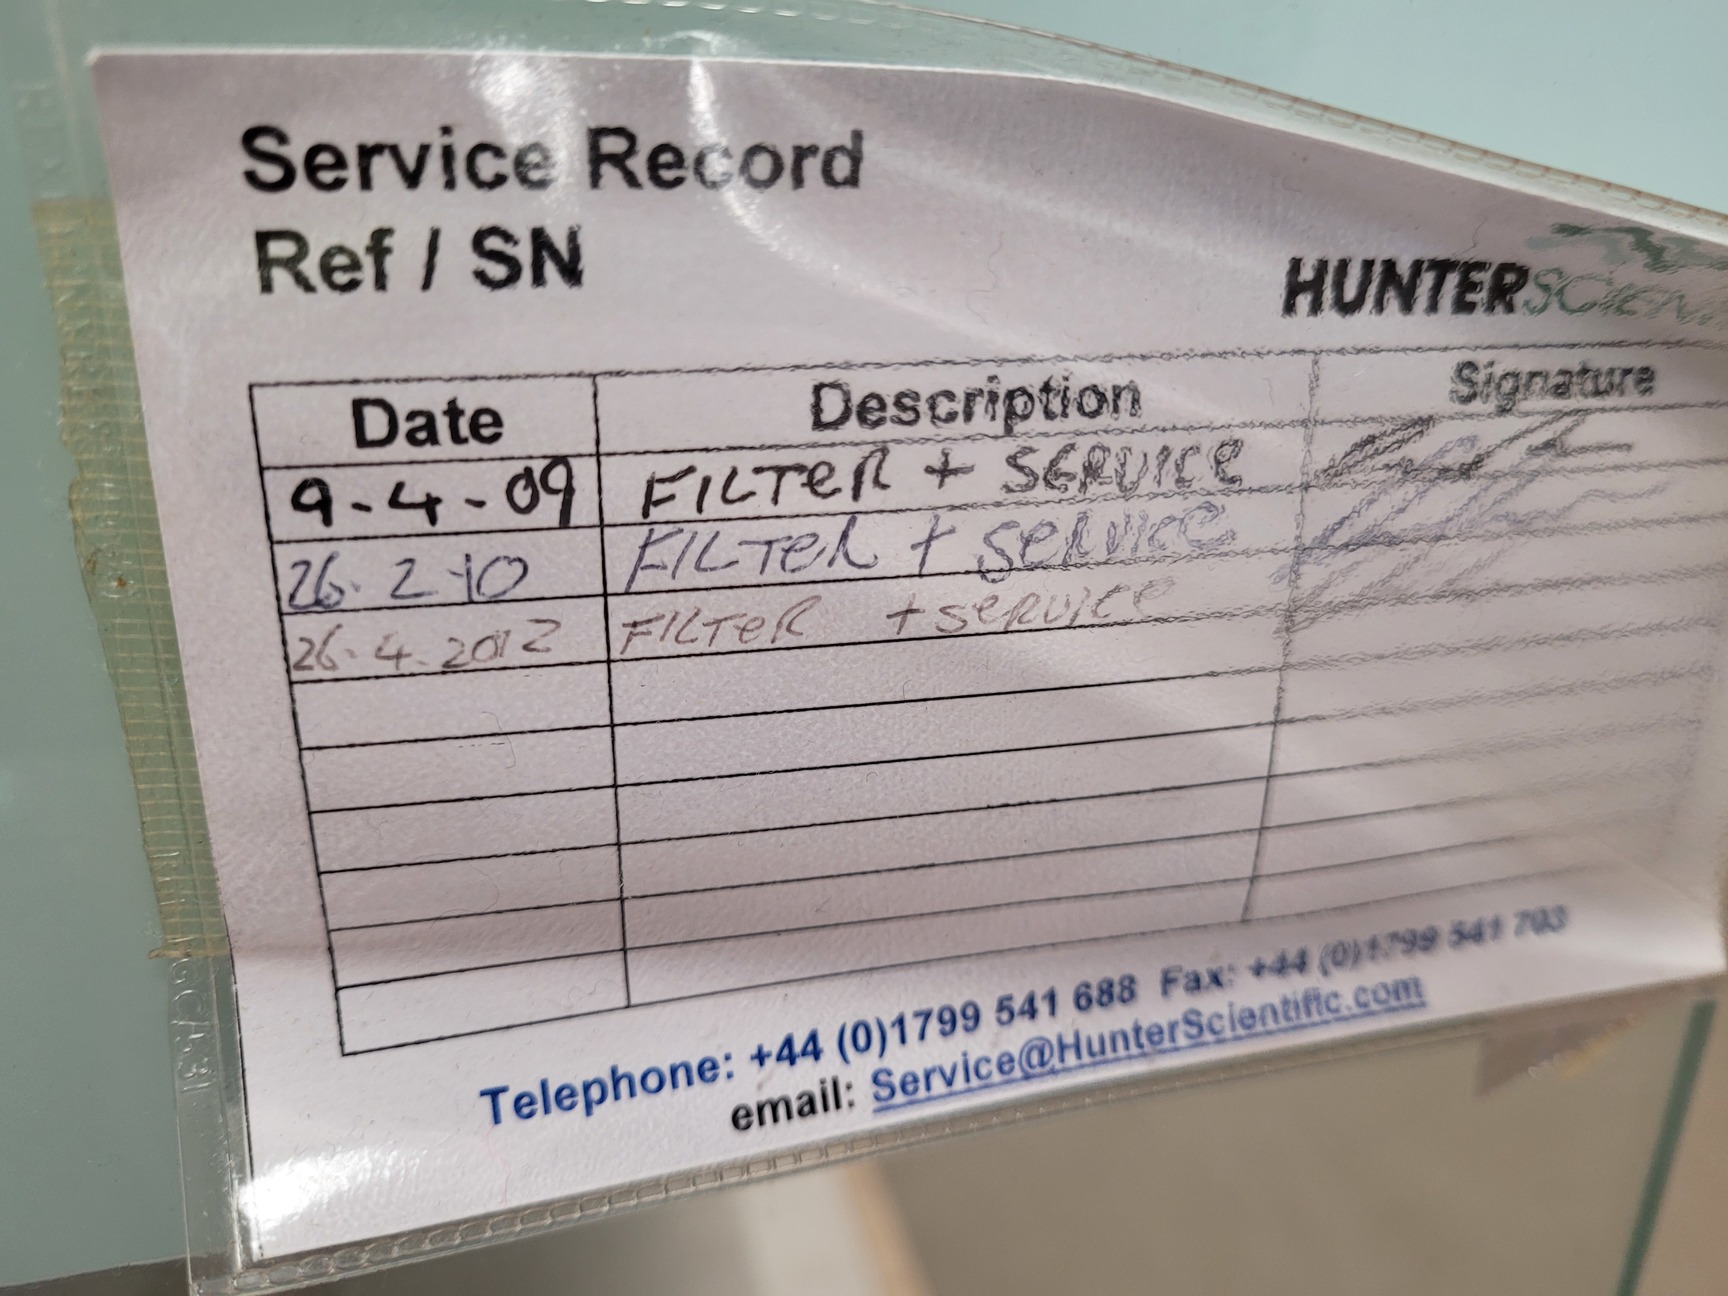 Service Record
Ref / SN
HUNTERSCIEN
Date Description Signature
9-4-09 FILTER + SERVICE
26.2.10 FILTER + SERVICE
26.4.2012 FILTER + SERVICE
Telephone: +44 (0)1799 541 688 Fax: +44 (0)1799 541 703
email: Service@HunterScientific.com